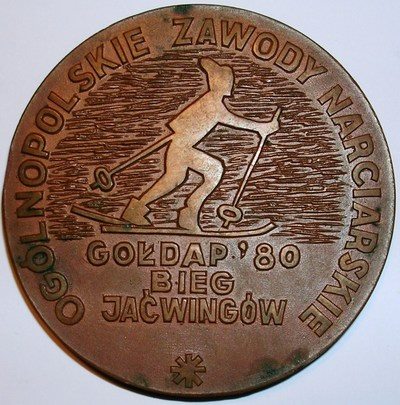 OGÓLNOPOLSKIE ZAWODY NARCIARSKIE
GOŁDAP '80
BIEG
JAĆWINGÓW